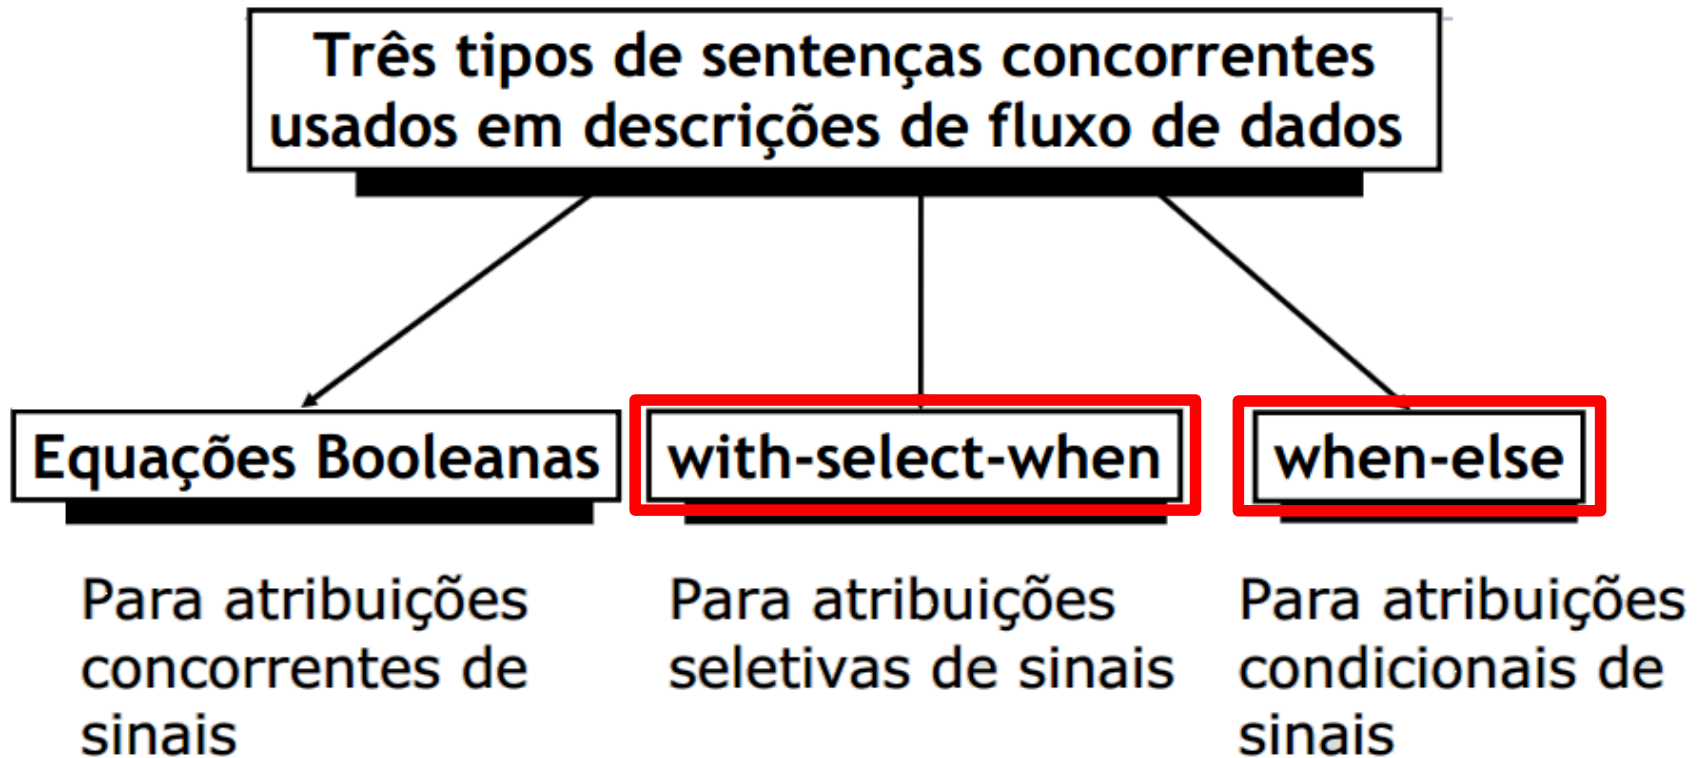 Três tipos de sentenças concorrentes
usados em descrições de fluxo de dados
Equações Booleanas
with-select-when
when-else
Para atribuições
concorrentes de
sinais
Para atribuições
seletivas de sinais
Para atribuições
condicionais de
sinais